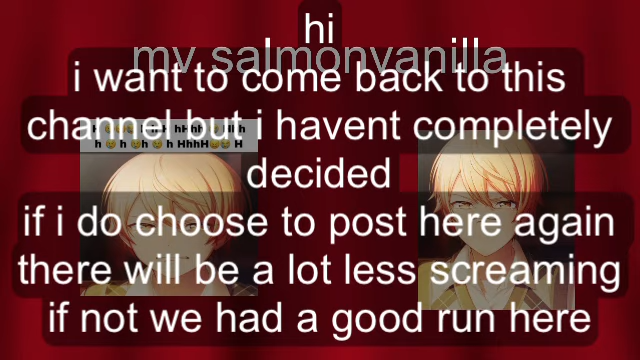 hi
my salmonvanilla
i want to come back to this
channel but i havent completely
decided
if i do choose to post here again
there will be a lot less screaming
if not we had a good run here